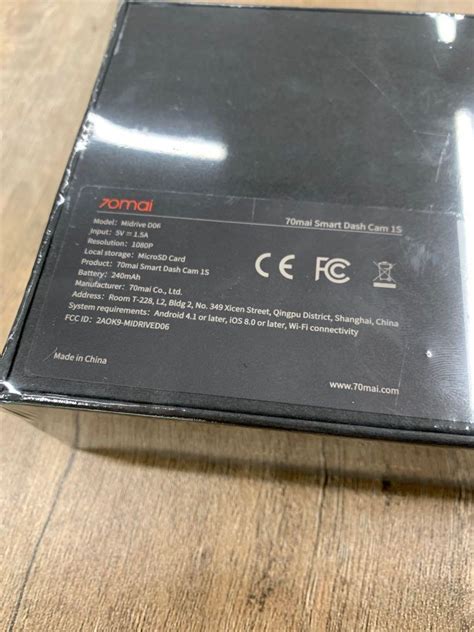 70mai
70mai Smart Dash Cam 1S
Model: Midrive D06
Input: 5V ⎓ 1.5A
Resolution: 1080P
Local storage: MicroSD Card
Product: 70mai Smart Dash Cam 1S
Battery: 240mAh
Manufacturer: 70mai Co., Ltd.
Address: Room T-228, L2, Bldg 2, No. 349 Xicen Street, Qingpu District, Shanghai, China
System requirements: Android 4.1 or later, iOS 8.0 or later, Wi-Fi connectivity
FCC ID: 2AOK9-MIDRIVED06
CE FC
Made in China
www.70mai.com